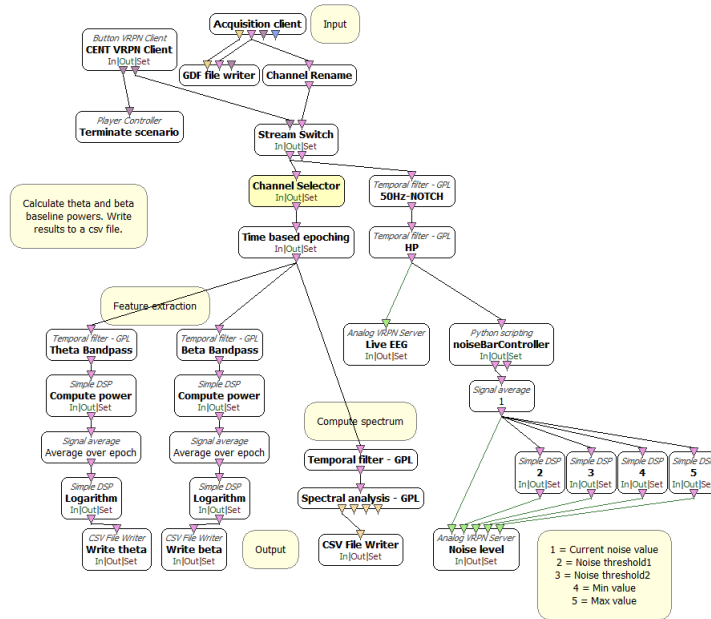 Acquisition client
Input
Button VRPN Client
CENT VRPN Client
In|Out|Set
GDF file writer
Channel Rename
Player Controller
Terminate scenario
Stream Switch
In|Out|Set
Channel Selector
In|Out|Set
Temporal filter - GPL
50Hz-NOTCH
Calculate theta and beta
baseline powers. Write
results to a csv file.
Time based epoching
In|Out|Set
Temporal filter - GPL
HP
Feature extraction
Temporal filter - GPL
Theta Bandpass
Temporal filter - GPL
Beta Bandpass
Analog VRPN Server
Live EEG
In|Out|Set
Python scripting
noiseBarController
In|Out|Set
Simple DSP
Compute power
In|Out|Set
Simple DSP
Compute power
In|Out|Set
Signal average
1
Compute spectrum
Signal average
Average over epoch
Signal average
Average over epoch
Temporal filter - GPL
Simple DSP
2
In|Out|Set
Simple DSP
3
In|Out|Set
Simple DSP
4
In|Out|Set
Simple DSP
5
In|Out|Set
Simple DSP
Logarithm
In|Out|Set
Simple DSP
Logarithm
In|Out|Set
Spectral analysis - GPL
CSV File Writer
Write theta
In|Out|Set
CSV File Writer
Write beta
In|Out|Set
Output
CSV File Writer
In|Out|Set
Analog VRPN Server
Noise level
In|Out|Set
1 = Current noise value
2 = Noise threshold1
3 = Noise threshold2
4 = Min value
5 = Max value